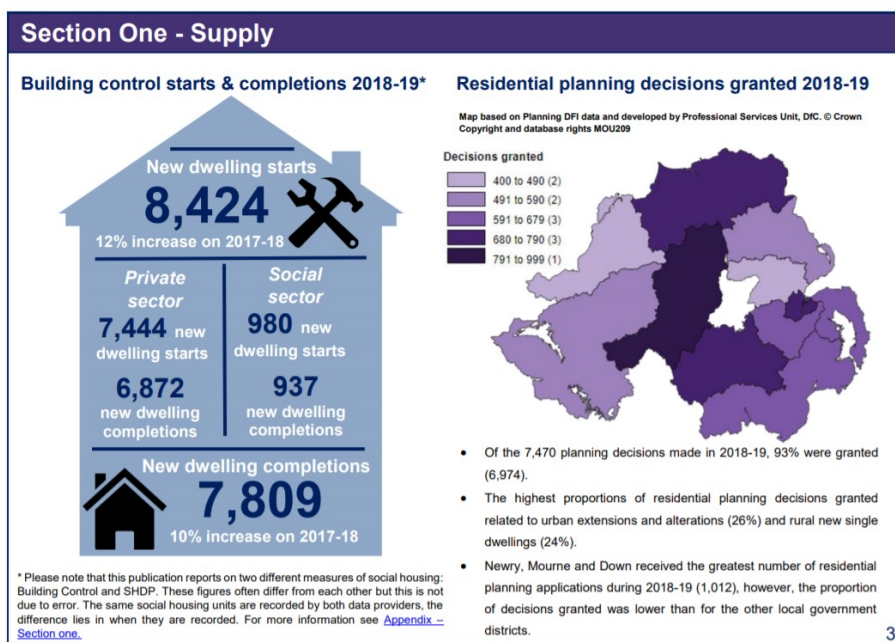 Section One - Supply
Building control starts & completions 2018-19*
New dwelling starts
8,424
12% increase on 2017-18
Private
sector
7,444 new
dwelling starts
6,872
new dwelling
completions
Social
sector
980 new
dwelling starts
937
new dwelling
completions
New dwelling completions
7,809
10% increase on 2017-18
* Please note that this publication reports on two different measures of social housing:
Building Control and SHDP. These figures often differ from each other but this is not
due to error. The same social housing units are recorded by both data providers, the
difference lies in when they are recorded. For more information see Appendix –
Section one.
Residential planning decisions granted 2018-19
Map based on Planning DFI data and developed by Professional Services Unit, DfC. © Crown
Copyright and database rights MOU209
Decisions granted
400 to 490 (2)
491 to 590 (2)
591 to 679 (3)
680 to 790 (3)
791 to 999 (1)
• Of the 7,470 planning decisions made in 2018-19, 93% were granted
(6,974).
• The highest proportions of residential planning decisions granted
related to urban extensions and alterations (26%) and rural new single
dwellings (24%).
• Newry, Mourne and Down received the greatest number of residential
planning applications during 2018-19 (1,012), however, the proportion
of decisions granted was lower than for the other local government
districts.
3